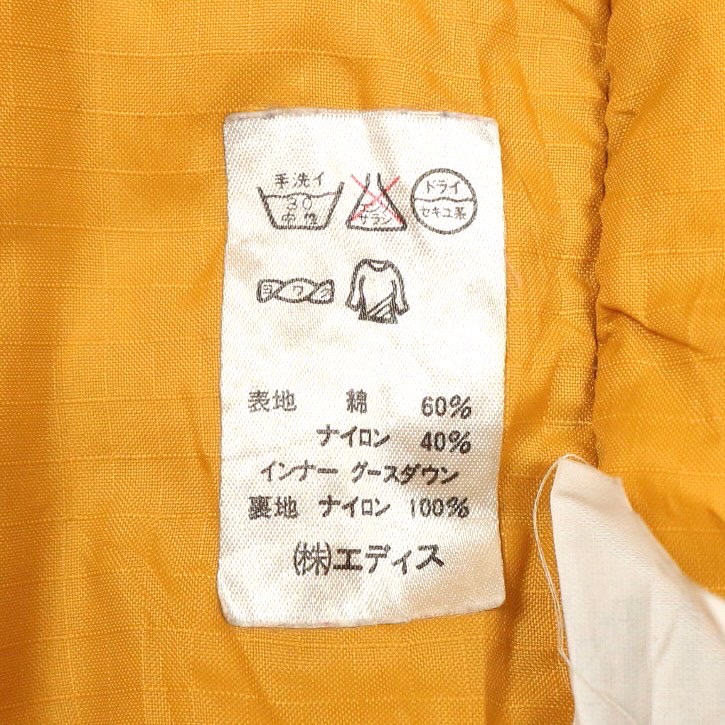 手洗イ
30
中性
エンソ
サラシ
ドライ
セキユ系
ヨワク
表地 綿 60%
ナイロン 40%
インナー グースダウン
裏地 ナイロン 100%
(株)エディス